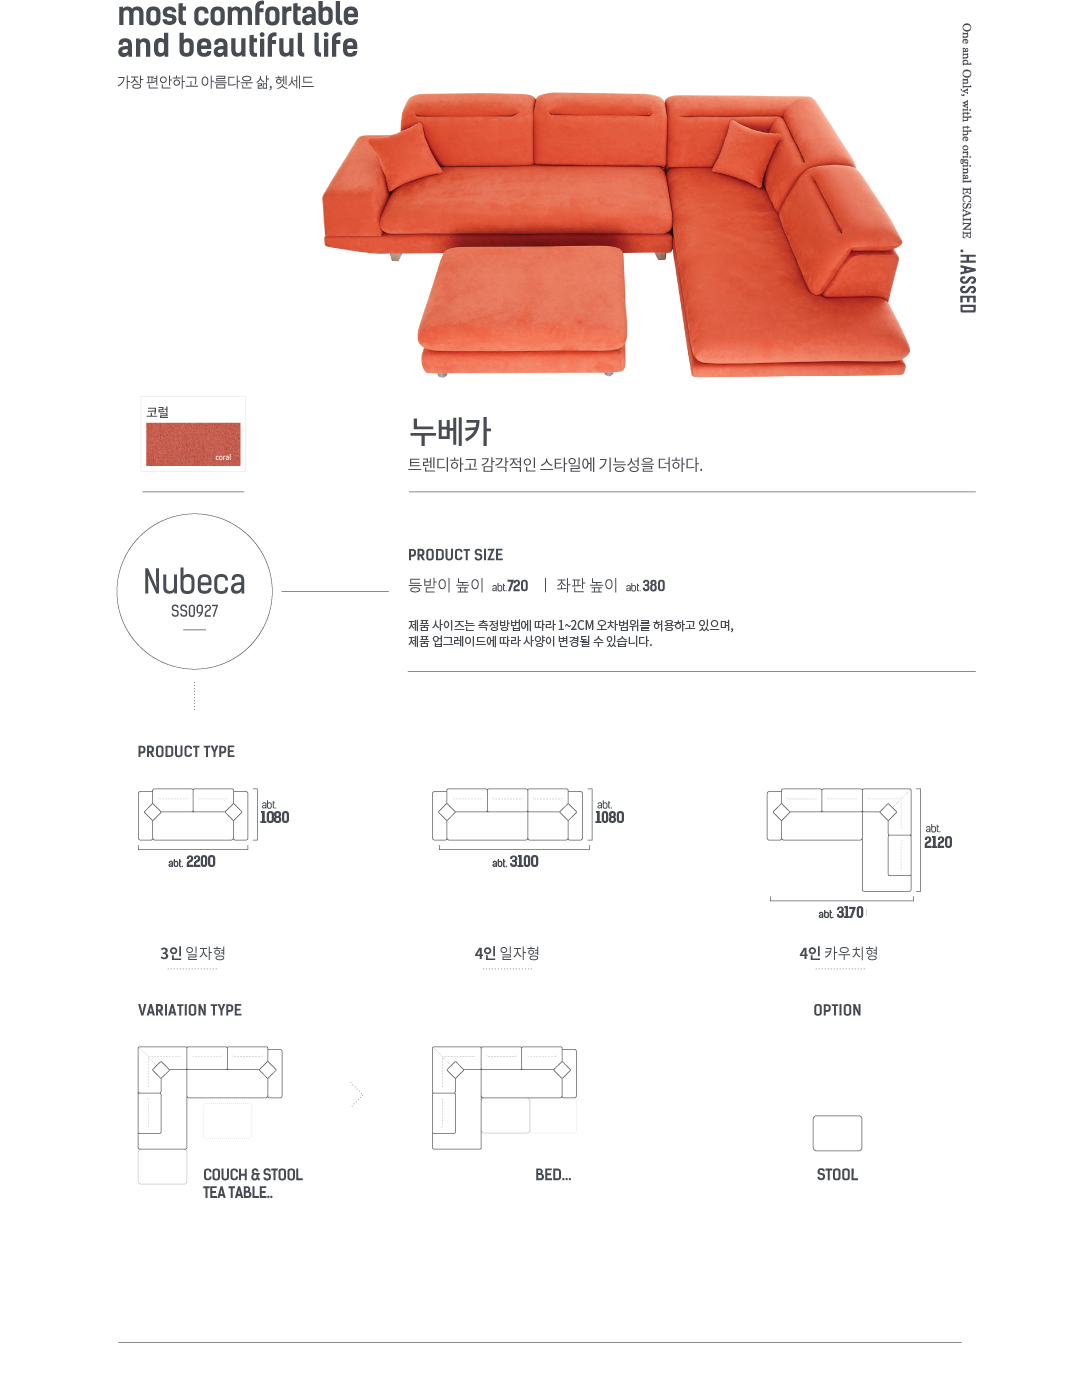 most comfortable
and beautiful life
가장 편안하고 아름다운 삶, 헷세드
One and Only, with the original ECSAINE .HASSED
코럴
coral
누베카
트렌디하고 감각적인 스타일에 기능성을 더하다.
Nubeca
SS0927
PRODUCT SIZE
등받이 높이 abt.720 | 좌판 높이 abt.380
제품 사이즈는 측정방법에 따라 1~2CM 오차범위를 허용하고 있으며,
제품 업그레이드에 따라 사양이 변경될 수 있습니다.
PRODUCT TYPE
abt.
1080
abt. 2200
3인 일자형
abt.
1080
abt. 3100
4인 일자형
abt.
2120
abt. 3170
4인 카우치형
VARIATION TYPE
COUCH & STOOL
TEA TABLE..
BED...
OPTION
STOOL